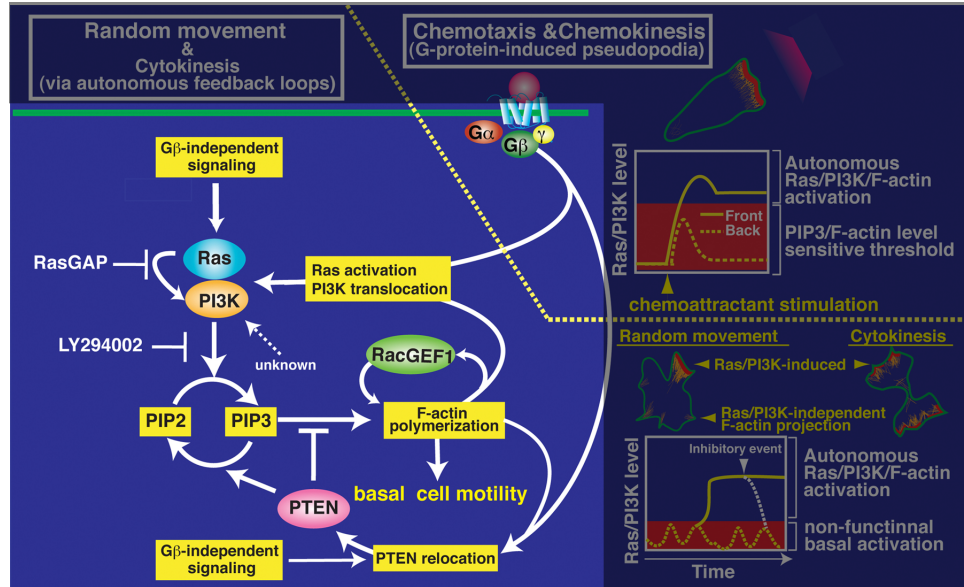 Random movement
&
Cytokinesis
(via autonomous feedback loops)
Chemotaxis &Chemokinesis
(G-protein-induced pseudopodia)
Gα
Gβ
γ
Gβ-independent
signaling
Ras
RasGAP
PI3K
Ras activation
PI3K translocation
LY294002
unknown
RacGEF1
PIP2
PIP3
F-actin
polymerization
basal cell motility
PTEN
Gβ-independent
signaling
PTEN relocation
Ras/PI3K level
Autonomous
Ras/PI3K/F-actin
activation
Front
Back
PIP3/F-actin level
sensitive threshold
chemoattractant stimulation
Random movement
Cytokinesis
Ras/PI3K-induced
Ras/PI3K-independent
F-actin projection
Ras/PI3K level
Inhibitory event
Autonomous
Ras/PI3K/F-actin
activation
non-functinnal
basal activation
Time